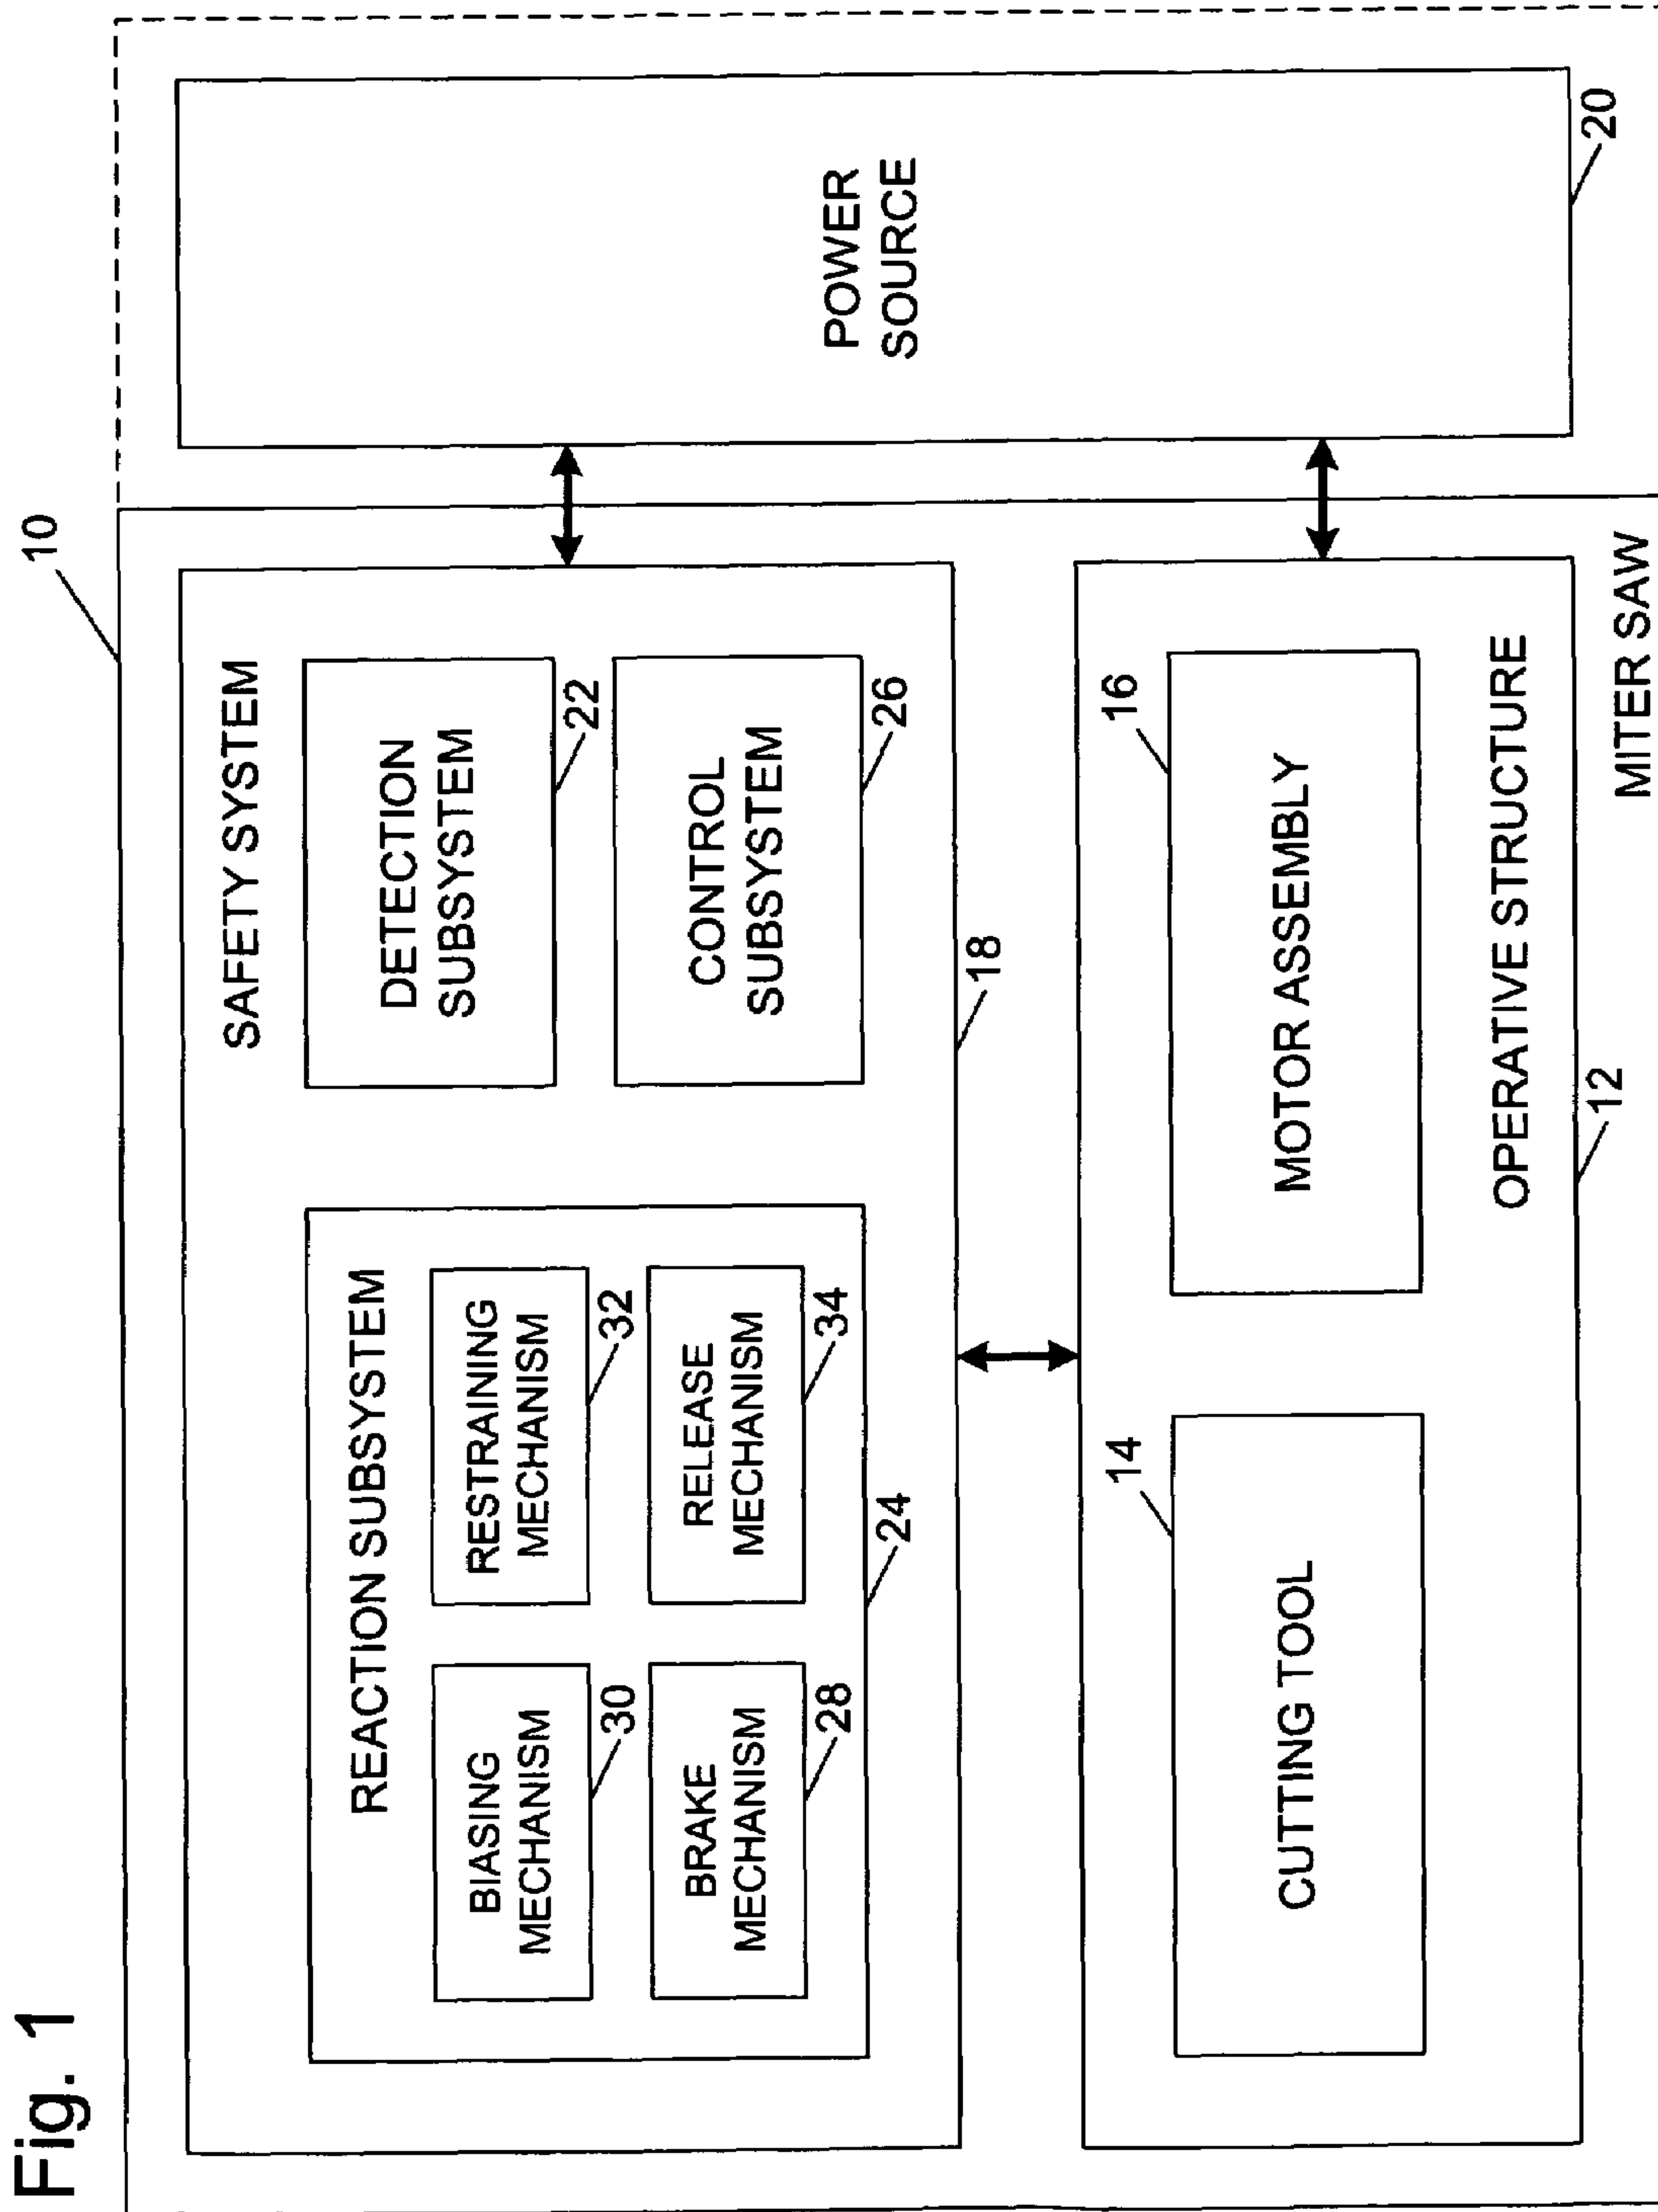 Fig. 1
10
SAFETY SYSTEM
REACTION SUBSYSTEM
BIASING
MECHANISM
30
RESTRAINING
MECHANISM
32
BRAKE
MECHANISM
28
RELEASE
MECHANISM
34
24
DETECTION
SUBSYSTEM
22
CONTROL
SUBSYSTEM
26
18
POWER
SOURCE
20
14
CUTTING TOOL
16
MOTOR ASSEMBLY
OPERATIVE STRUCTURE
12
MITER SAW